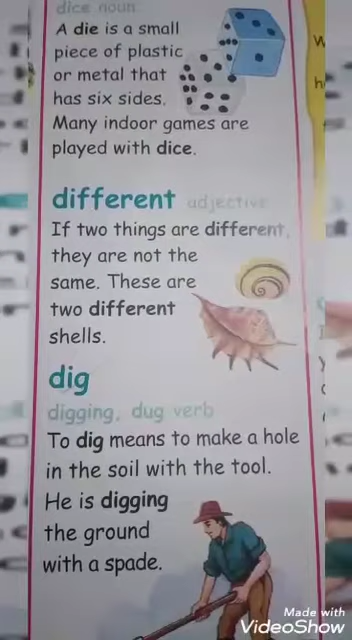 dice noun
A die is a small
piece of plastic
or metal that
has six sides.
Many indoor games are
played with dice.
different adjective
If two things are different,
they are not the
same. These are
two different
shells.
dig
digging, dug verb
To dig means to make a hole
in the soil with the tool.
He is digging
the ground
with a spade.
Made with
VideoShow